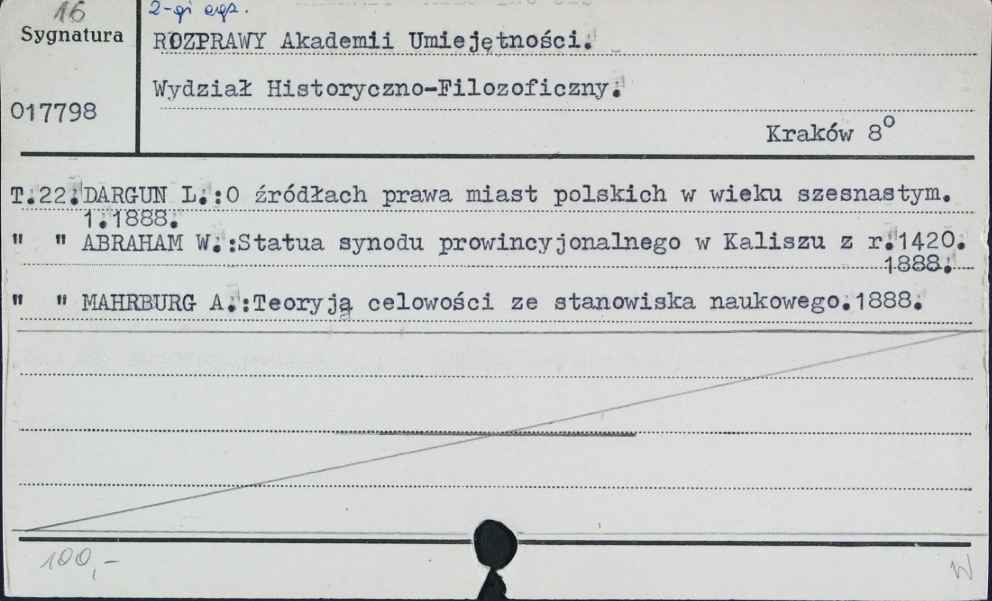 16
2-gi egz.
Sygnatura
ROZPRAWY Akademii Umiejętności.
Wydział Historyczno-Filozoficzny.
017798
Kraków 8º
T.22.DARGUN L.:O źródłach prawa miast polskich w wieku szesnastym.
1.1888.
" " ABRAHAM W.:Statua synodu prowincyjonalnego w Kaliszu z r.1420.
1888.
" " MAHRBURG A.:Teoryją celowości ze stanowiska naukowego.1888.
100,-
W